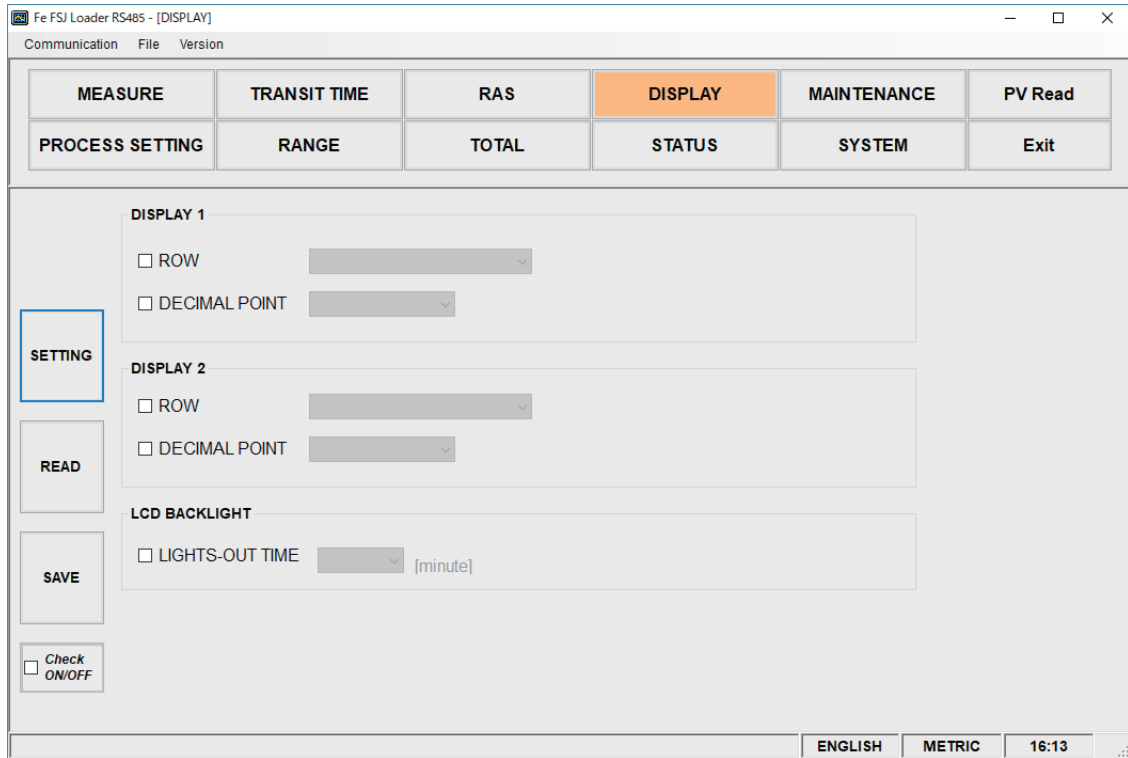 Fe FSJ Loader RS485 - [DISPLAY]
Communication File Version
MEASURE TRANSIT TIME RAS DISPLAY MAINTENANCE PV Read
PROCESS SETTING RANGE TOTAL STATUS SYSTEM Exit
DISPLAY 1
ROW
DECIMAL POINT
SETTING
DISPLAY 2
ROW
DECIMAL POINT
READ
LCD BACKLIGHT
LIGHTS-OUT TIME [minute]
SAVE
Check
ON/OFF
ENGLISH METRIC 16:13